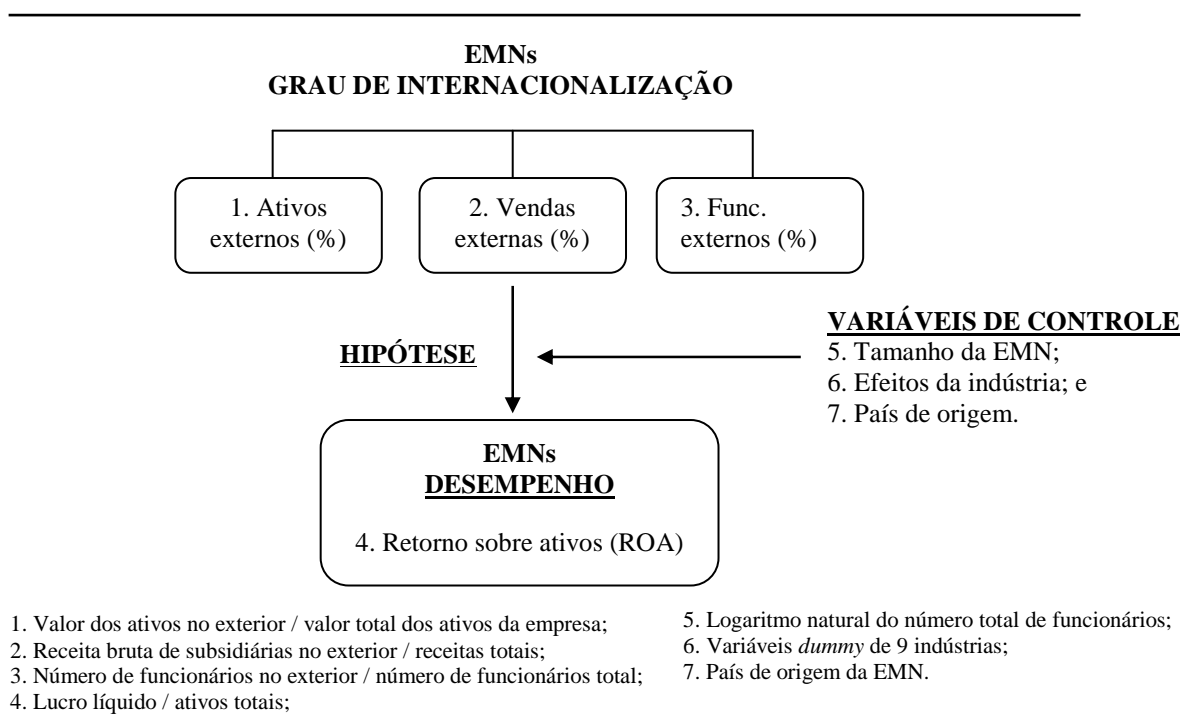 EMNs
GRAU DE INTERNACIONALIZAÇÃO
1. Ativos
externos (%)
2. Vendas
externas (%)
3. Func.
externos (%)
HIPÓTESE
VARIÁVEIS DE CONTROLE
5. Tamanho da EMN;
6. Efeitos da indústria; e
7. País de origem.
EMNs
DESEMPENHO
4. Retorno sobre ativos (ROA)
1. Valor dos ativos no exterior / valor total dos ativos da empresa;
2. Receita bruta de subsidiárias no exterior / receitas totais;
3. Número de funcionários no exterior / número de funcionários total;
4. Lucro líquido / ativos totais;
5. Logaritmo natural do número total de funcionários;
6. Variáveis dummy de 9 indústrias;
7. País de origem da EMN.